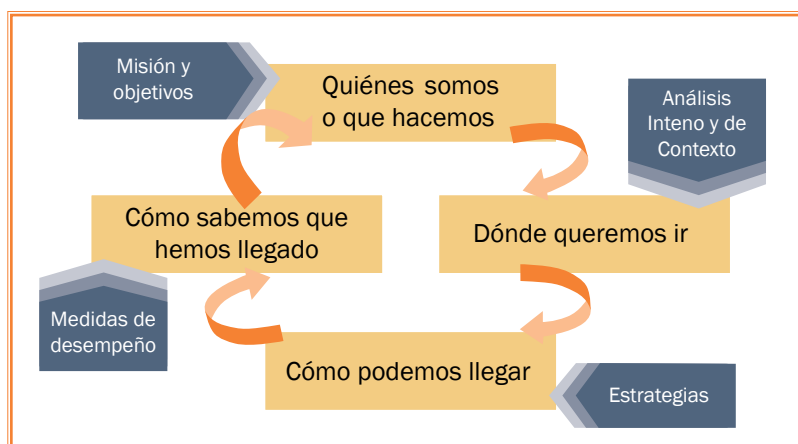 Misión y
objetivos
Quiénes somos
o que hacemos
Análisis
Inteno y de
Contexto
Cómo sabemos que
hemos llegado
Dónde queremos ir
Medidas de
desempeño
Cómo podemos llegar
Estrategias